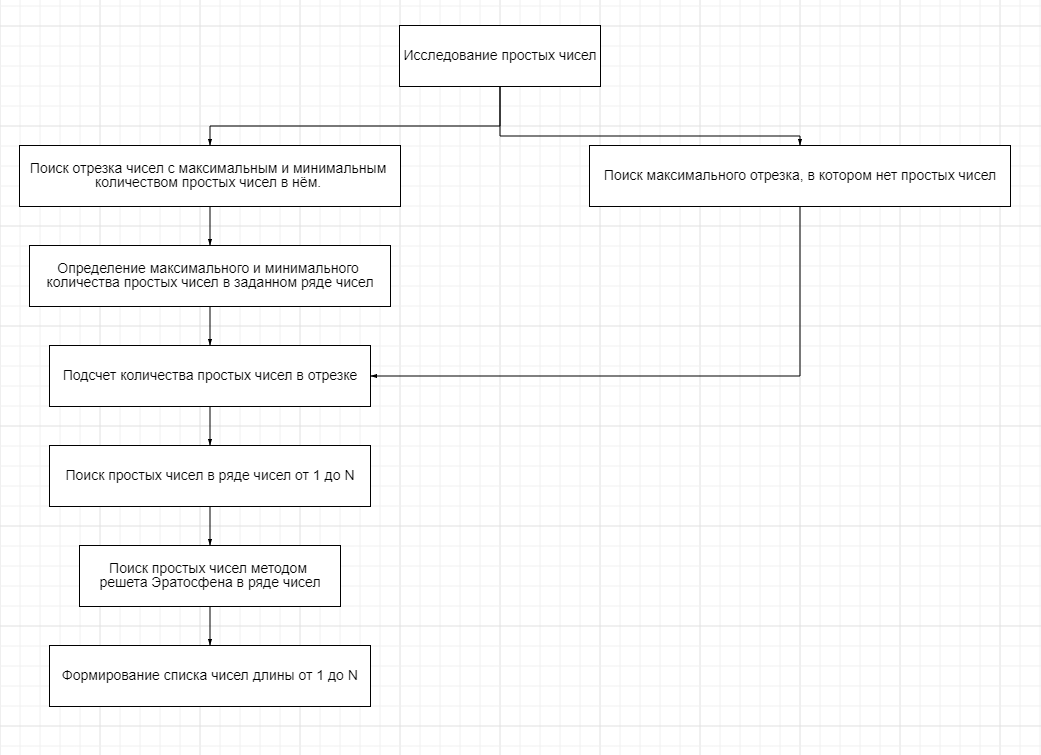 Исследование простых чисел
Поиск отрезка чисел с максимальным и минимальным
количеством простых чисел в нём.
Поиск максимального отрезка, в котором нет простых чисел
Определение максимального и минимального
количества простых чисел в заданном ряде чисел
Подсчет количества простых чисел в отрезке
Поиск простых чисел в ряде чисел от 1 до N
Поиск простых чисел методом
решета Эратосфена в ряде чисел
Формирование списка чисел длины от 1 до N